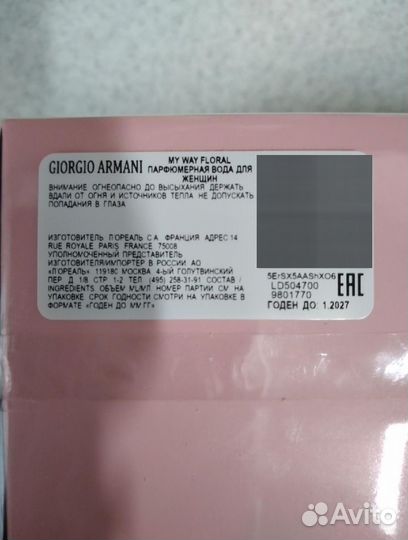 GIORGIO ARMANI
MY WAY FLORAL
ПАРФЮМЕРНАЯ ВОДА ДЛЯ
ЖЕНЩИН
ВНИМАНИЕ ОГНЕОПАСНО ДО ВЫСЫХАНИЯ ДЕРЖАТЬ
ВДАЛИ ОТ ОГНЯ И ИСТОЧНИКОВ ТЕПЛА НЕ ДОПУСКАТЬ
ПОПАДАНИЯ В ГЛАЗА
ИЗГОТОВИТЕЛЬ Л'ОРЕАЛЬ С.А. ФРАНЦИЯ АДРЕС 14
RUE ROYALE PARIS FRANCE 75008
УПОЛНОМОЧЕННЫЙ ПРЕДСТАВИТЕЛЬ
ИЗГОТОВИТЕЛЯ/ИМПОРТЕР В РОССИИ АО
«Л'ОРЕАЛЬ» 119180 МОСКВА 4-ЫЙ ГОЛУТВИНСКИЙ
ПЕР Д 1/8 СТР 1-2 ТЕЛ (495) 258-31-91 СОСТАВ /
INGREDIENTS ОБЪЕМ ML/МЛ НОМЕР ПАРТИИ СМ НА
УПАКОВКЕ СРОК ГОДНОСТИ СМОТРИ НА УПАКОВКЕ В
ФОРМАТЕ «ГОДЕН ДО ММ.ГГ»
5ErSX5AAShXO6
LD504700
9801770
EAC
ГОДЕН ДО: 1.2027
Avito